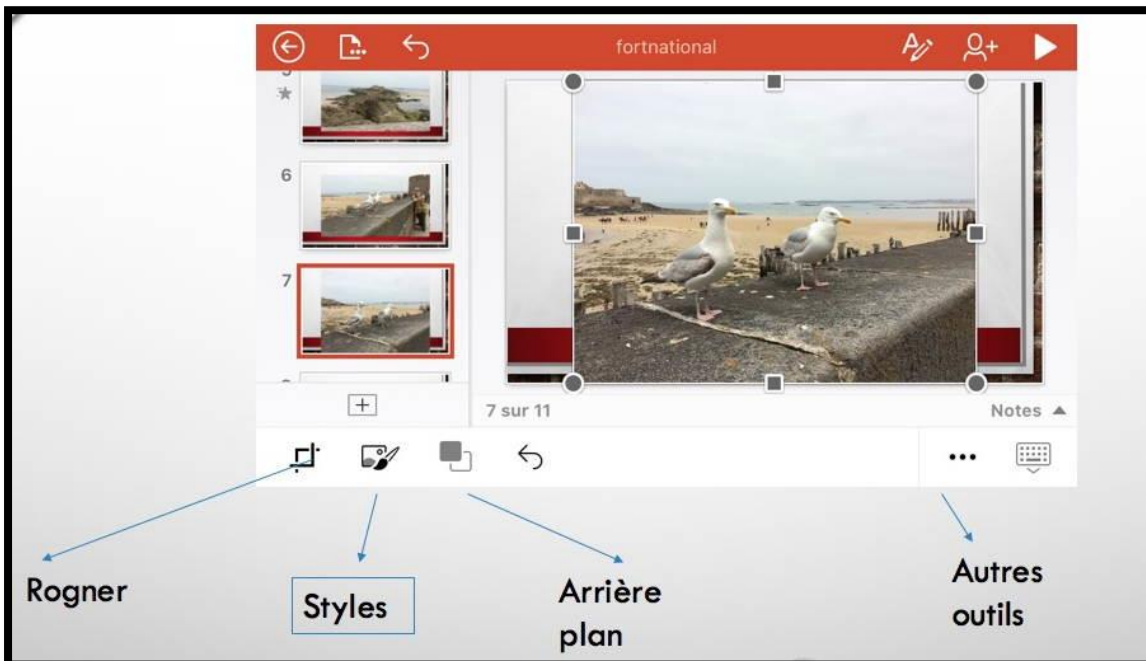 fortnational
6
7
7 sur 11
Notes
Rogner
Styles
Arrière
plan
Autres
outils